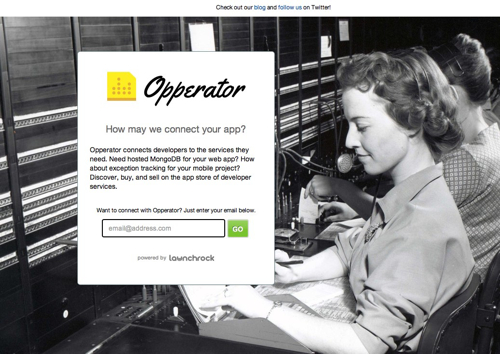 Check out our blog and follow us on Twitter!
Opperator
How may we connect your app?
Opperator connects developers to the services they
need. Need hosted MongoDB for your web app? How
about exception tracking for your mobile project?
Discover, buy, and sell on the app store of developer
services.
Want to connect with Opperator? Just enter your email below.
email@address.com
GO
powered by launchrock